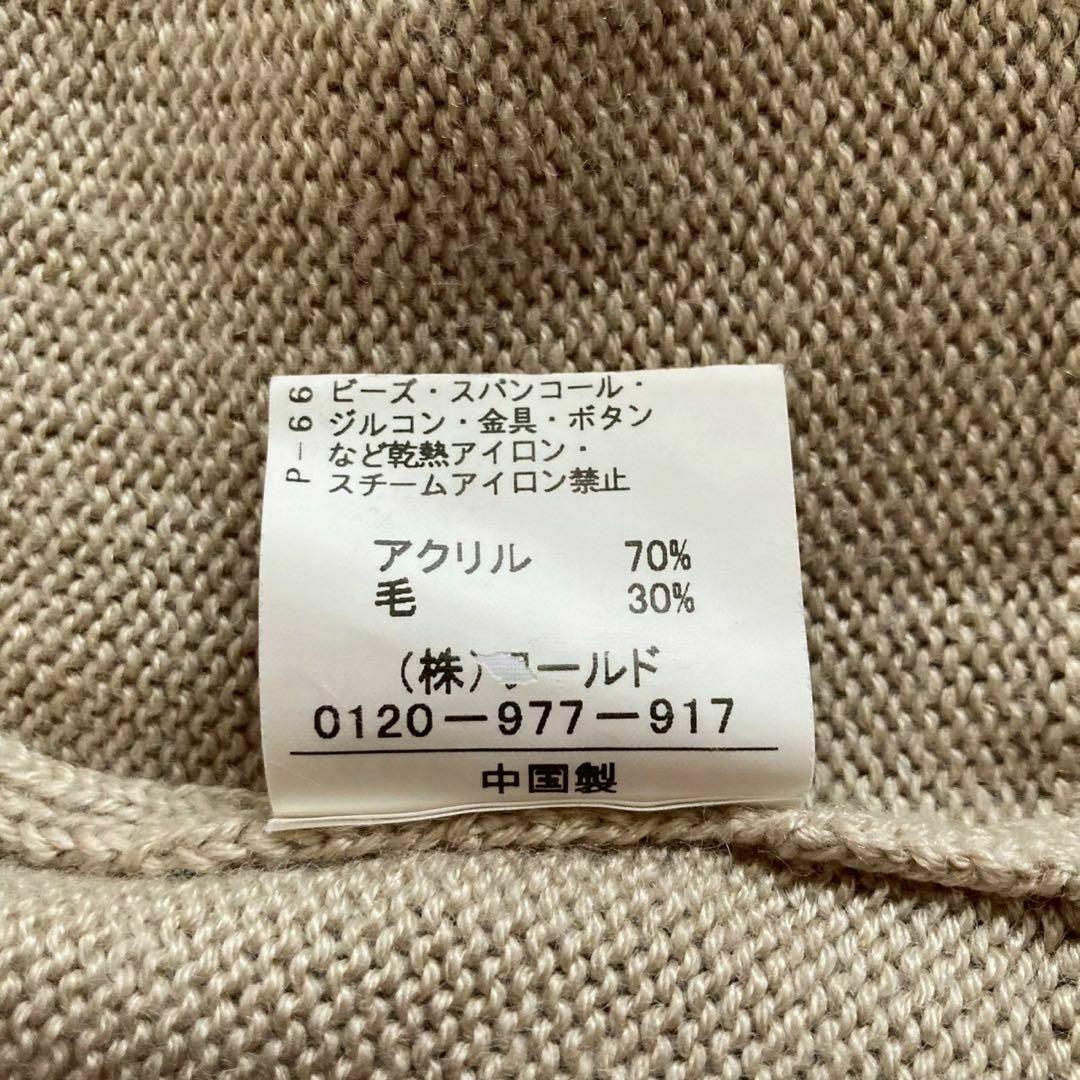 P-66
ビーズ・スパンコール・
ジルコン・金具・ボタン
など乾熱アイロン・
スチームアイロン禁止
アクリル 70%
毛 30%
(株) ールド
0120-977-917
中国製